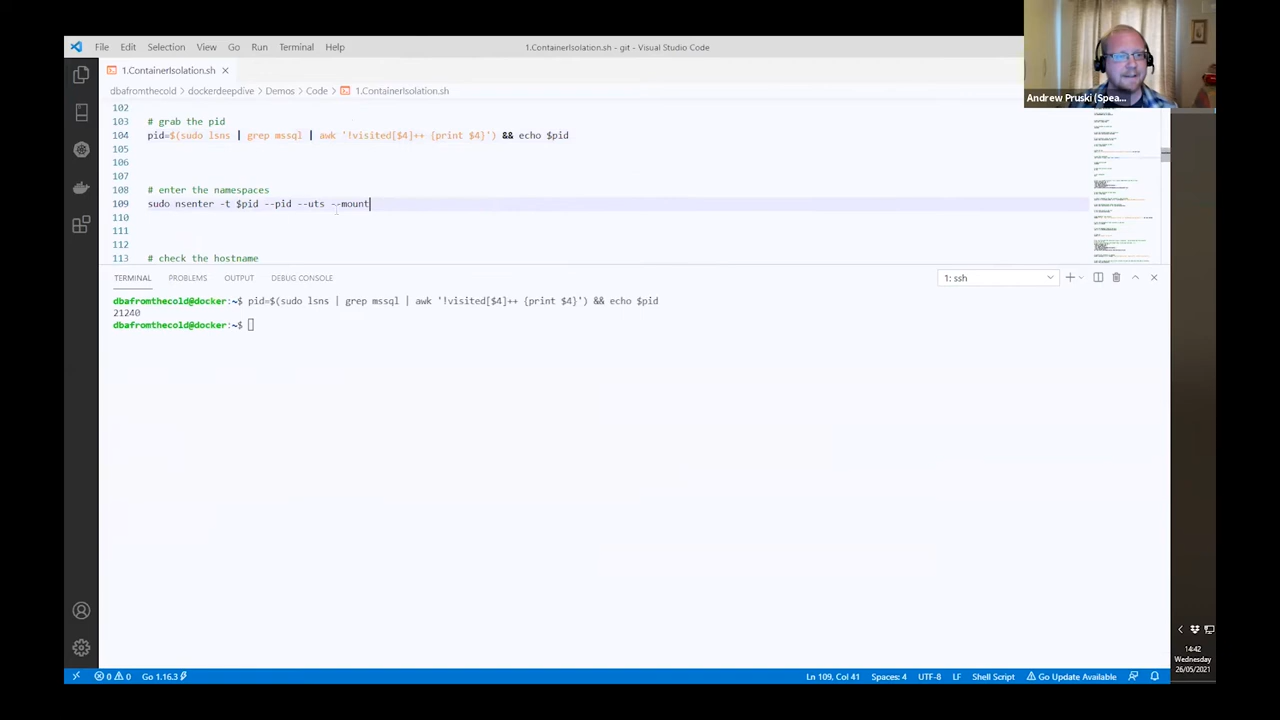 File Edit Selection View Go Run Terminal Help
1.ContainerIsolation.sh - git - Visual Studio Code
1.ContainerIsolation.sh
dbafromthecold > dockerdeepdive > Demos > Code > 1.ContainerIsolation.sh
Andrew Pruski (Spea...
102
103 # grab the pid
104 pid=$(sudo lsns | grep mssql | awk '!visited[$4]++ {print $4}') && echo $pid
105
106
107
108 # enter the namespaces
109 sudo nsenter -t $pid --pid --uts --mount
110
111
112
113 # check the hostname
TERMINAL PROBLEMS OUTPUT DEBUG CONSOLE
1: ssh
dbafromthecold@docker:~$ pid=$(sudo lsns | grep mssql | awk '!visited[$4]++ {print $4}') && echo $pid
21240
dbafromthecold@docker:~$
14:42
Wednesday
26/05/2021
0 0 Go 1.16.3 Ln 109, Col 41 Spaces: 4 UTF-8 LF Shell Script Go Update Available